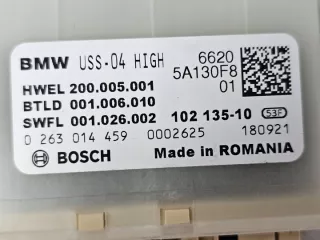 BMW USS-04 HIGH 6620
5A130F8
HWEL 200.005.001 01
BTLD 001.006.010
SWFL 001.026.002 102 135-10 53F
0 263 014 459 0002625 180921
BOSCH Made in ROMANIA